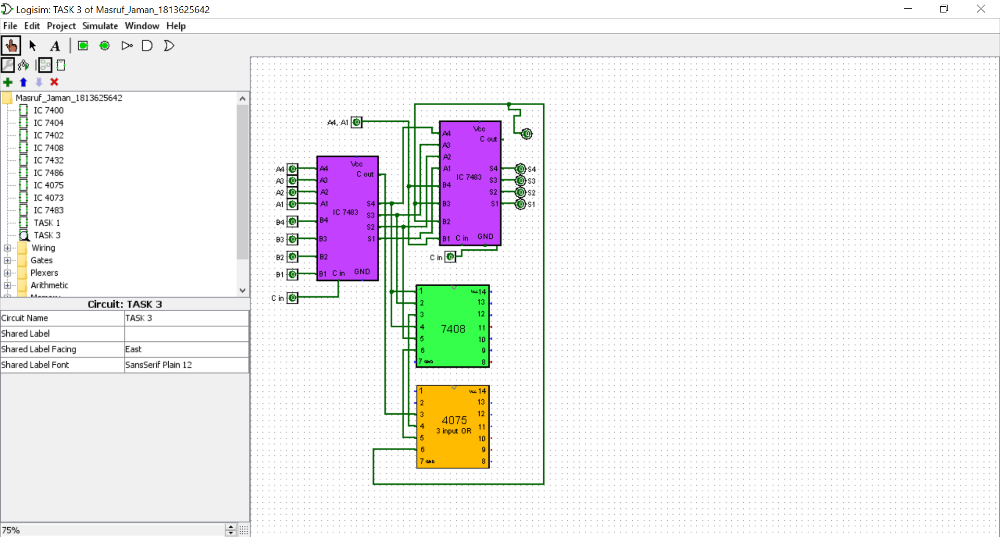 Logisim: TASK 3 of Masruf_Jaman_1813625642
File Edit Project Simulate Window Help
A
Masruf_Jaman_1813625642
IC 7400
IC 7404
IC 7402
IC 7408
IC 7432
IC 7486
IC 4075
IC 4073
IC 7483
TASK 1
TASK 3
Wiring
Gates
Plexers
Arithmetic
Circuit: TASK 3
Circuit Name TASK 3
Shared Label
Shared Label Facing East
Shared Label Font SansSerif Plain 12
75%
A4, A1 0
A4 0
A3 0
A2 0
A1 0
B4 0
B3 0
B2 0
B1 0
C in 0
Vcc
C out
A4
A3
A2
A1
S4
IC 7483
S3
B4
S2
B3
S1
B2
B1 C in GND
Vcc
A4
C out
A3
A2
A1
S4
IC 7483
S3
B4
S2
B3
S1
B2
B1 C in GND
0
0 S4
0 S3
0 S2
0 S1
C in 0
1 Vcc 14
2 13
3 12
4 7408 11
5 10
6 9
7 GND 8
1 Vcc 14
2 13
3 12
4075
4 11
3 input OR
5 10
6 9
7 GND 8